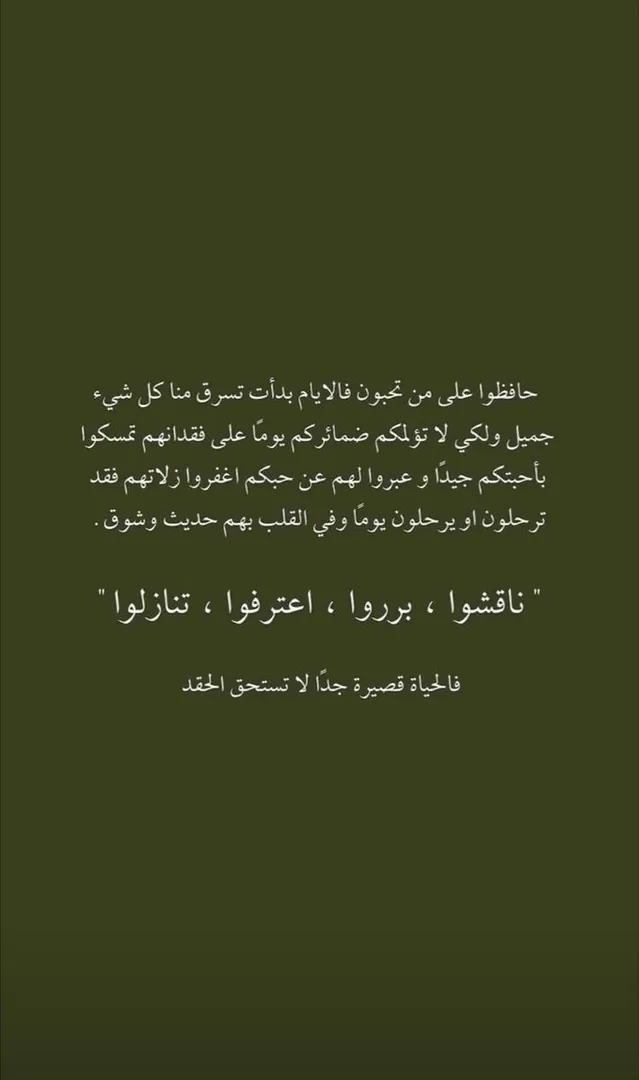 حافظوا على من تحبون فالايام بدأت تسرق منا كل شيء
جميل ولكي لا تؤلمكم ضمائركم يومًا على فقدانهم تمسكوا
بأحبتكم جيدًا و عبروا لهم عن حبكم اغفروا زلاتهم فقد
ترحلون او يرحلون يومًا وفي القلب بهم حديث وشوق .
" ناقشوا ، برروا ، اعترفوا ، تنازلوا "
فالحياة قصيرة جدًا لا تستحق الحقد